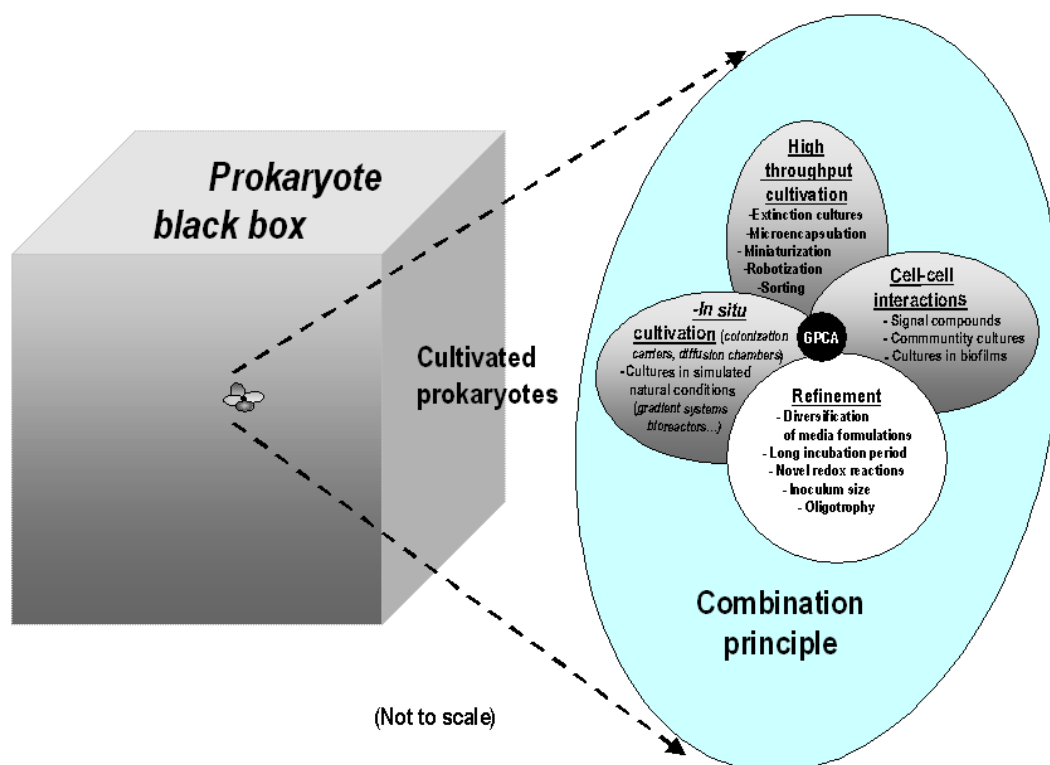 Prokaryote
black box
Cultivated
prokaryotes
(Not to scale)
High
throughput
cultivation
-Extinction cultures
-Microencapsulation
- Miniaturization
-Robotization
-Sorting
Cell-cell
interactions
- Signal compounds
- Commmunity cultures
- Cultures in biofilms
-In situ
cultivation (colonization
carriers, diffusion chambers)
- Cultures in simulated
natural conditions
(gradient systems
bioreactors...)
GPCA
Refinement
- Diversification
of media formulations
- Long incubation period
- Novel redox reactions
- Inoculum size
- Oligotrophy
Combination
principle